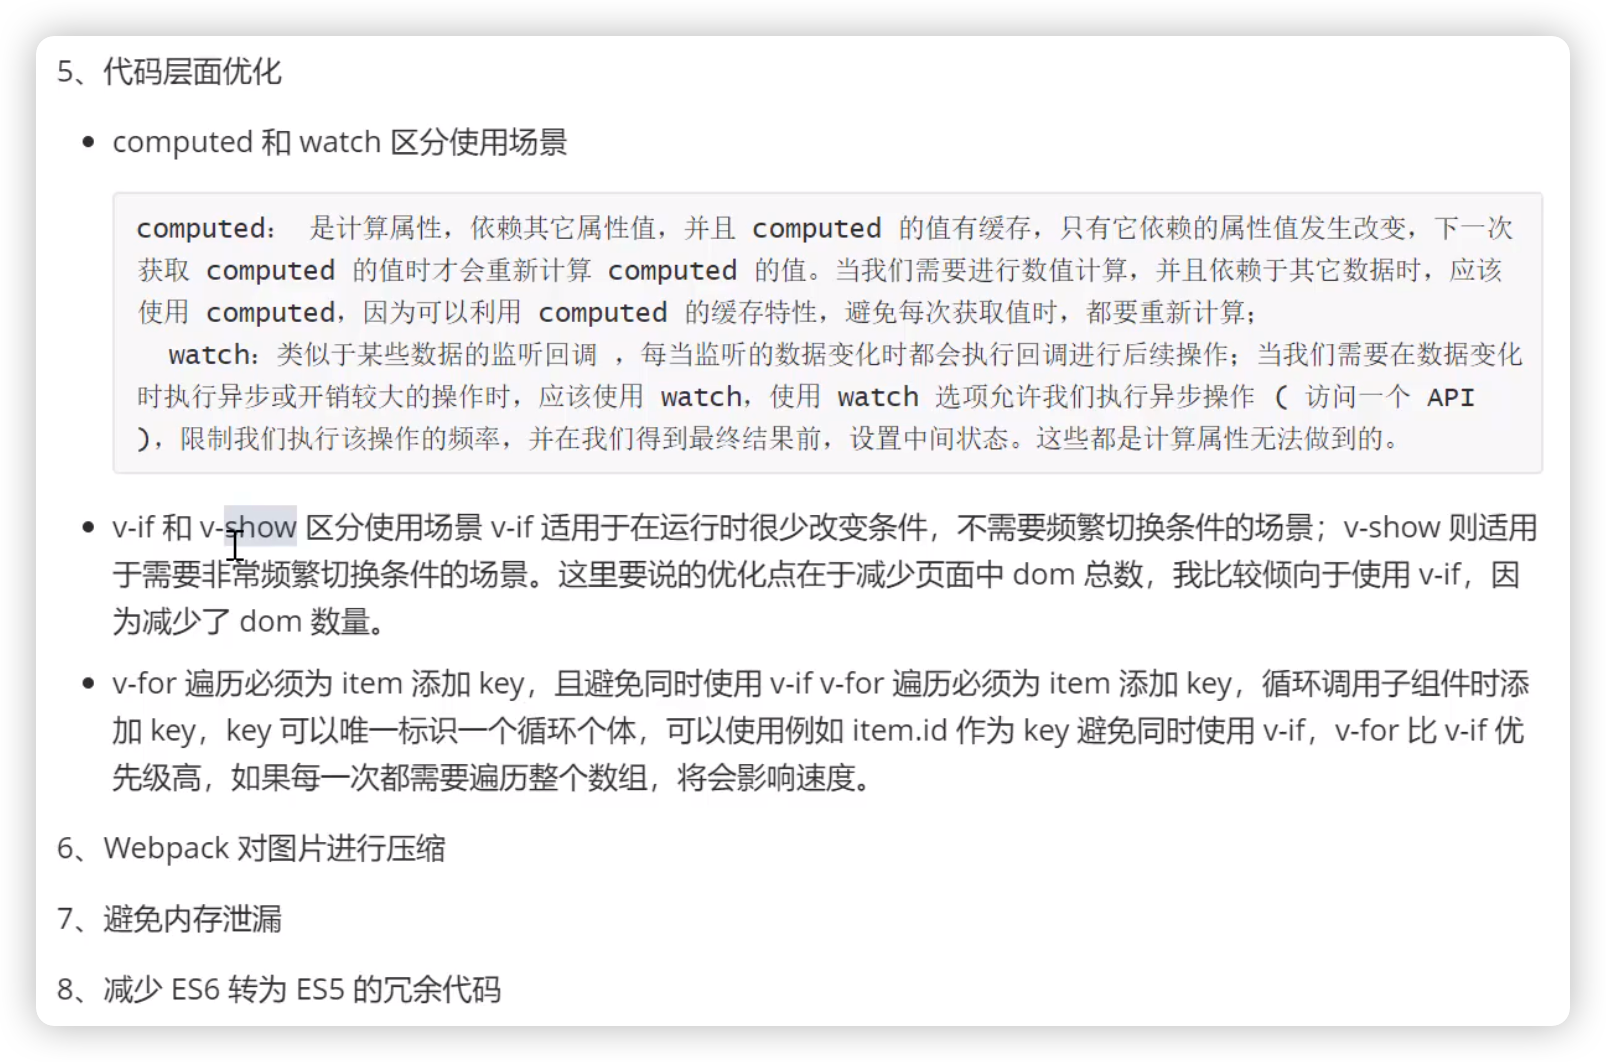 5、代码层面优化
computed 和 watch 区分使用场景
computed： 是计算属性，依赖其它属性值，并且 computed 的值有缓存，只有它依赖的属性值发生改变，下一次
获取 computed 的值时才会重新计算 computed 的值。当我们需要进行数值计算，并且依赖于其它数据时，应该
使用 computed，因为可以利用 computed 的缓存特性，避免每次获取值时，都要重新计算；
watch：类似于某些数据的监听回调 ，每当监听的数据变化时都会执行回调进行后续操作；当我们需要在数据变化
时执行异步或开销较大的操作时，应该使用 watch，使用 watch 选项允许我们执行异步操作 ( 访问一个 API
)，限制我们执行该操作的频率，并在我们得到最终结果前，设置中间状态。这些都是计算属性无法做到的。
v-if 和 v-show 区分使用场景 v-if 适用于在运行时很少改变条件，不需要频繁切换条件的场景；v-show 则适用
于需要非常频繁切换条件的场景。这里要说的优化点在于减少页面中 dom 总数，我比较倾向于使用 v-if，因
为减少了 dom 数量。
v-for 遍历必须为 item 添加 key，且避免同时使用 v-if v-for 遍历必须为 item 添加 key，循环调用子组件时添
加 key，key 可以唯一标识一个循环个体，可以使用例如 item.id 作为 key 避免同时使用 v-if，v-for 比 v-if 优
先级高，如果每一次都需要遍历整个数组，将会影响速度。
6、Webpack 对图片进行压缩
7、避免内存泄漏
8、减少 ES6 转为 ES5 的冗余代码